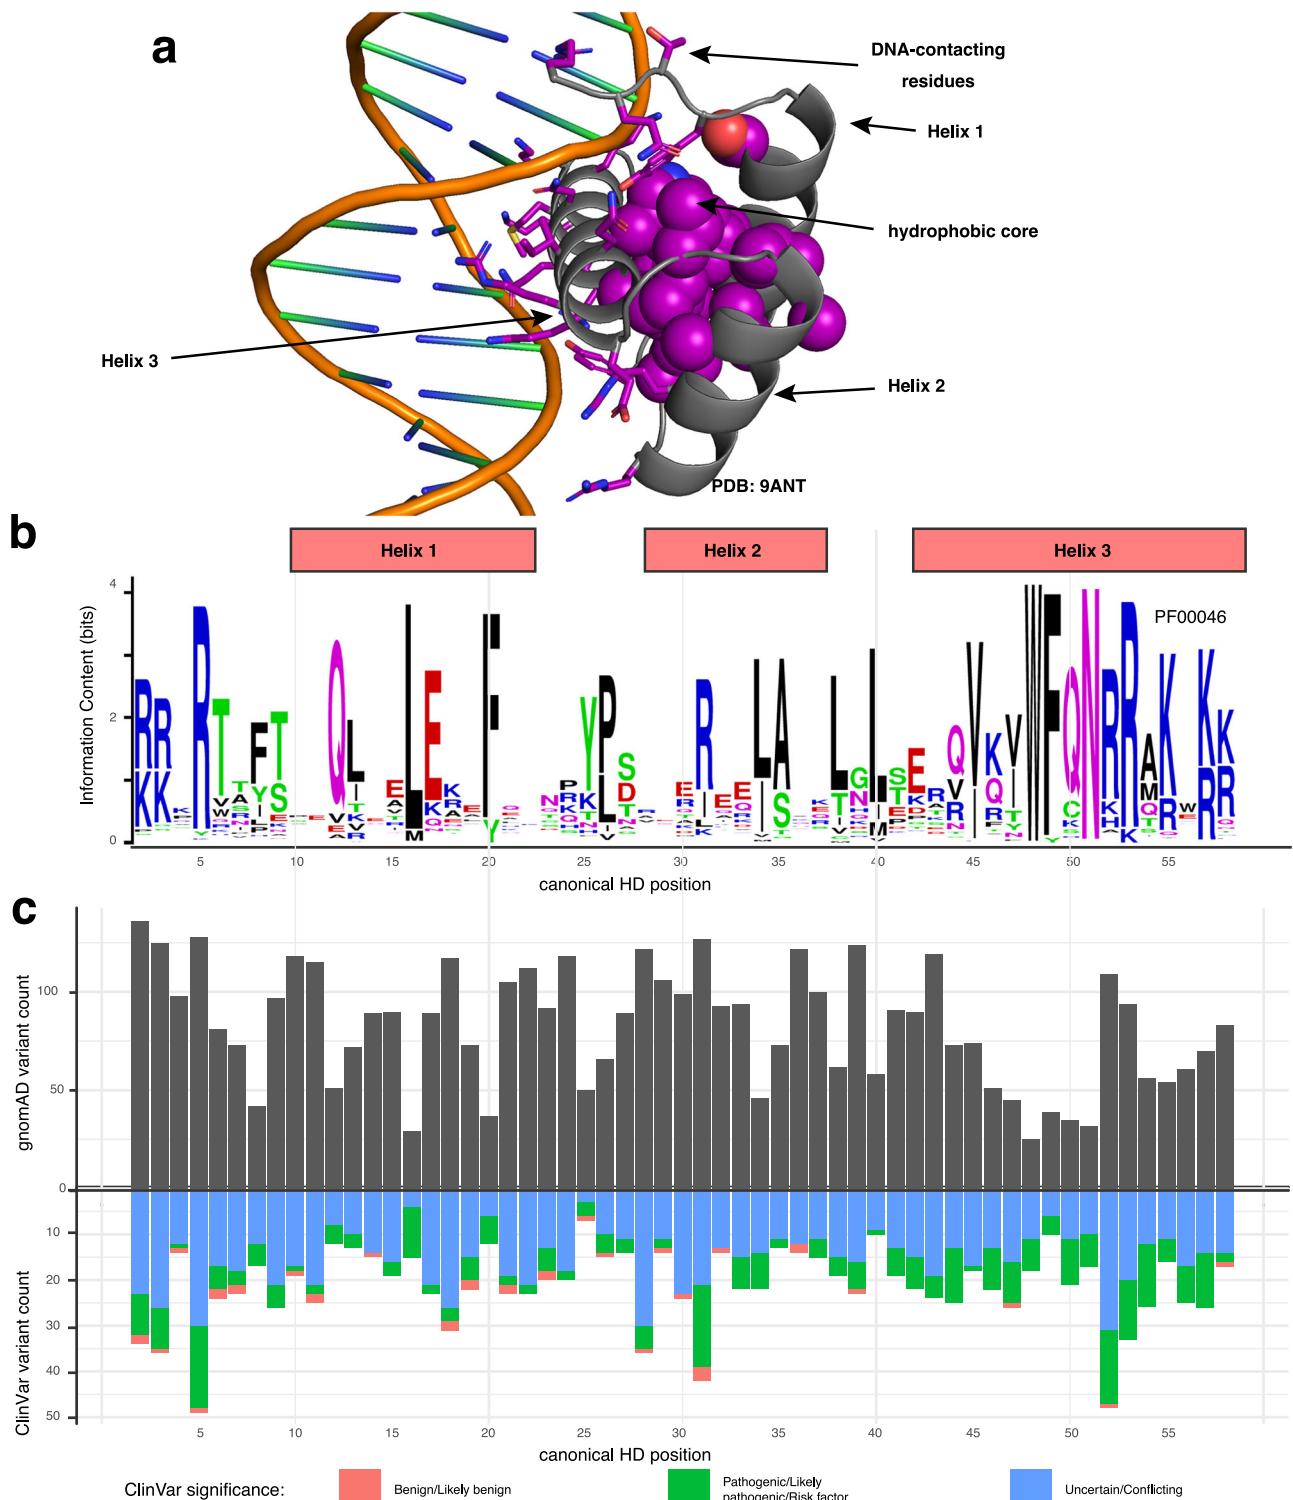 a
DNA-contacting
residues
Helix 1
hydrophobic core
Helix 3
Helix 2
PDB: 9ANT
b
Helix 1
Helix 2
Helix 3
PF00046
Information Content (bits)
4
2
0
5
10
15
20
25
30
35
40
45
50
55
canonical HD position
c
gnomAD variant count
100
50
0
ClinVar variant count
10
20
30
40
50
5
10
15
20
25
30
35
40
45
50
55
canonical HD position
ClinVar significance:
Benign/Likely benign
Pathogenic/Likely
pathogenic/Risk factor
Uncertain/Conflicting